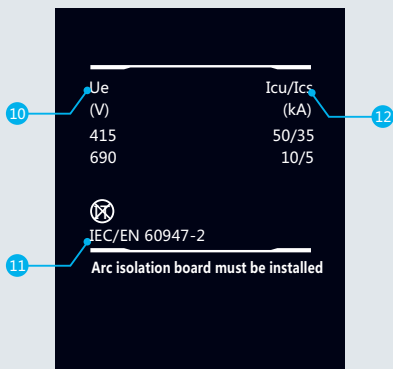 Ue Icu/Ics
10 (V) (kA) 12
415 50/35
690 10/5
IT
IEC/EN 60947-2
11
Arc isolation board must be installed